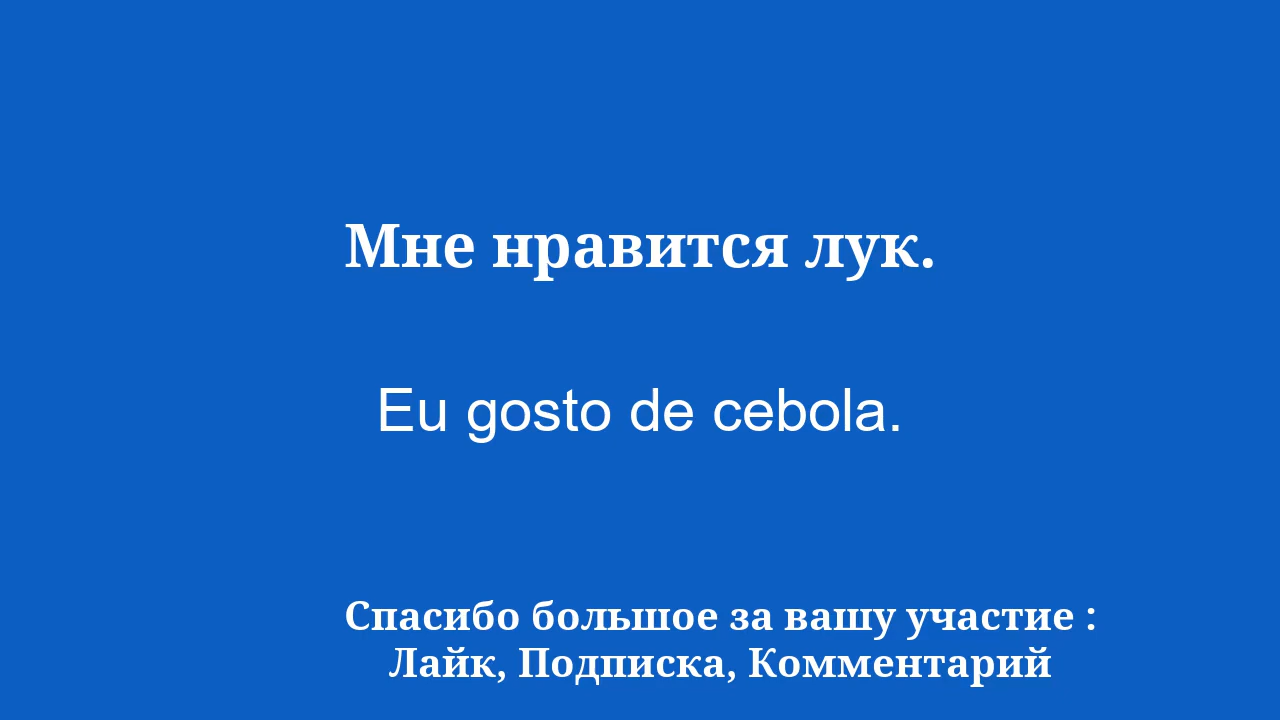 Мне нравится лук.
Eu gosto de cebola.
Спасибо большое за вашу участие :
Лайк, Подписка, Комментарий